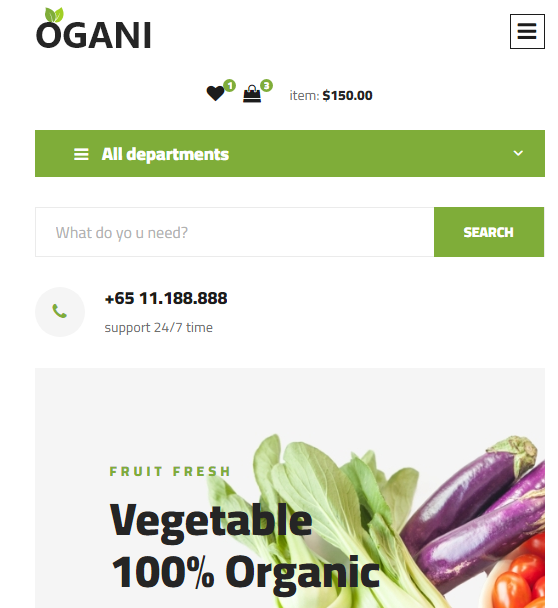 OGANI
1
3
item: $150.00
All departments
What do yo u need?
SEARCH
+65 11.188.888
support 24/7 time
FRUIT FRESH
Vegetable
100% Organic